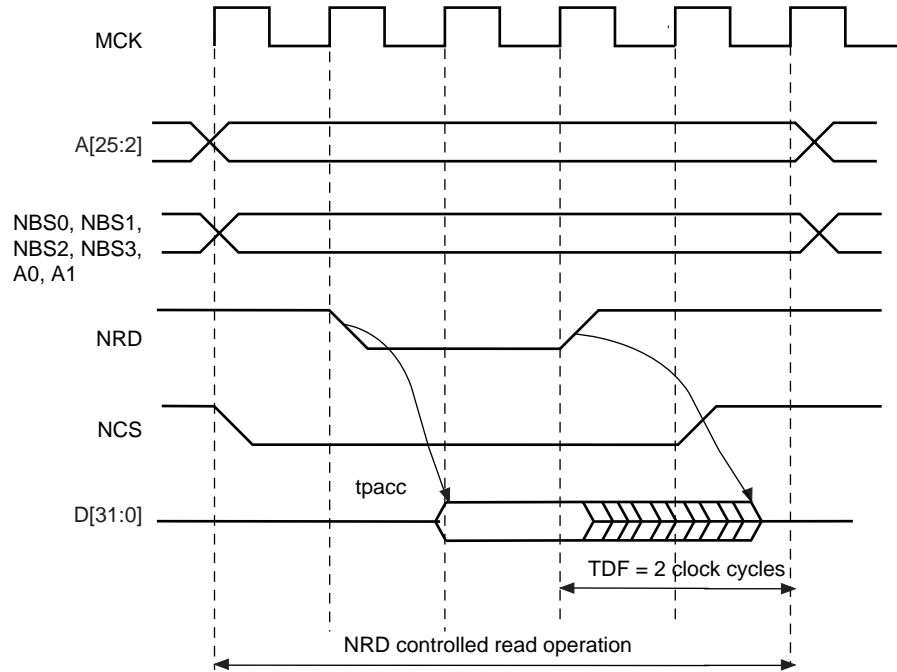 MCK
A[25:2]
NBS0, NBS1,
NBS2, NBS3,
A0, A1
NRD
NCS
tpacc
D[31:0]
TDF = 2 clock cycles
NRD controlled read operation